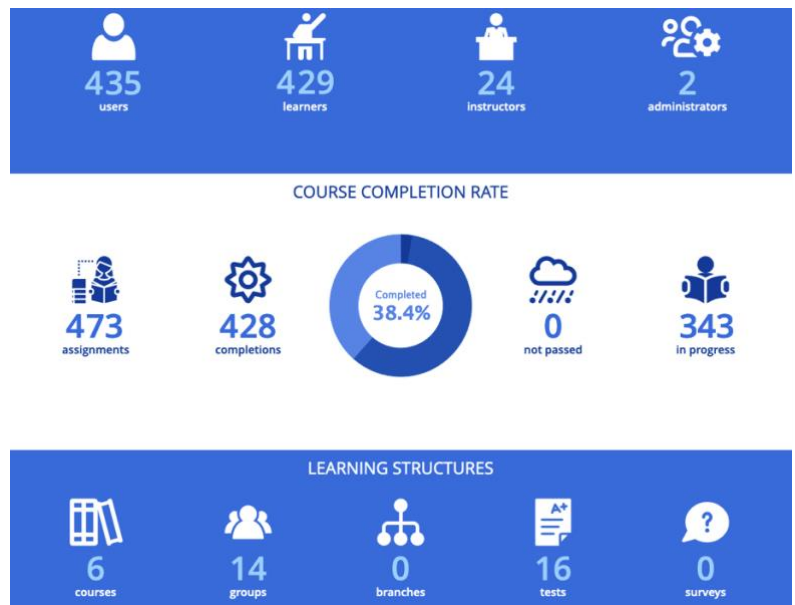 435 429 24 2
users learners instructors administrators
COURSE COMPLETION RATE
Completed
38.4%
473 428 0 343
assignments completions not passed in progress
LEARNING STRUCTURES
A+
?
6 14 0 16 0
courses groups branches tests surveys